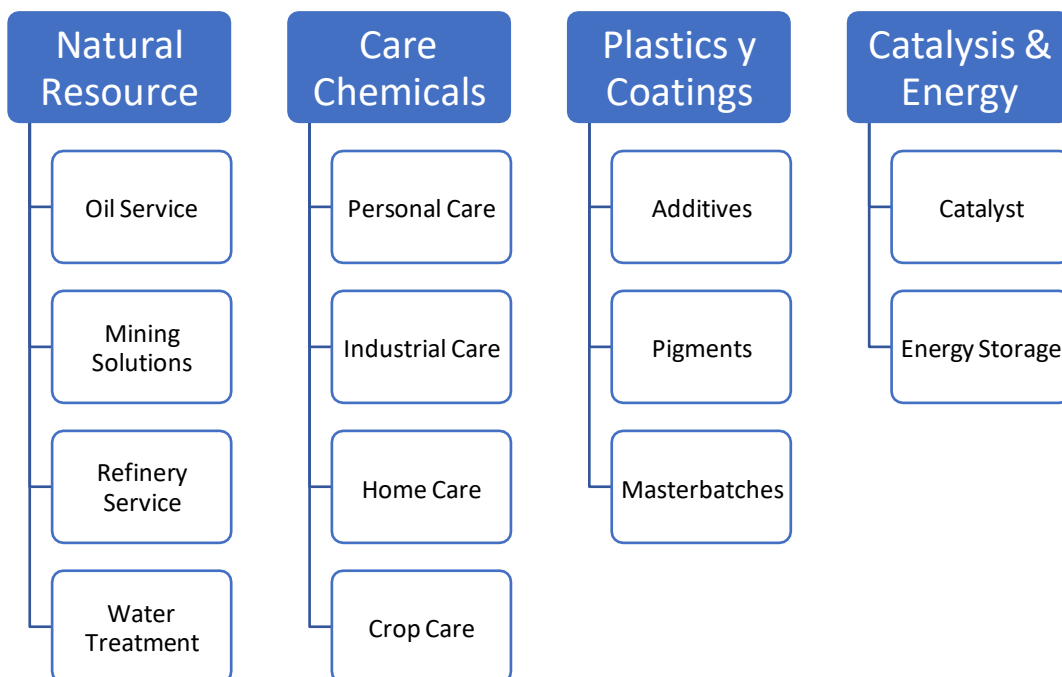 Natural
Resource
Oil Service
Mining
Solutions
Refinery
Service
Water
Treatment
Care
Chemicals
Personal Care
Industrial Care
Home Care
Crop Care
Plastics y
Coatings
Additives
Pigments
Masterbatches
Catalysis &
Energy
Catalyst
Energy Storage